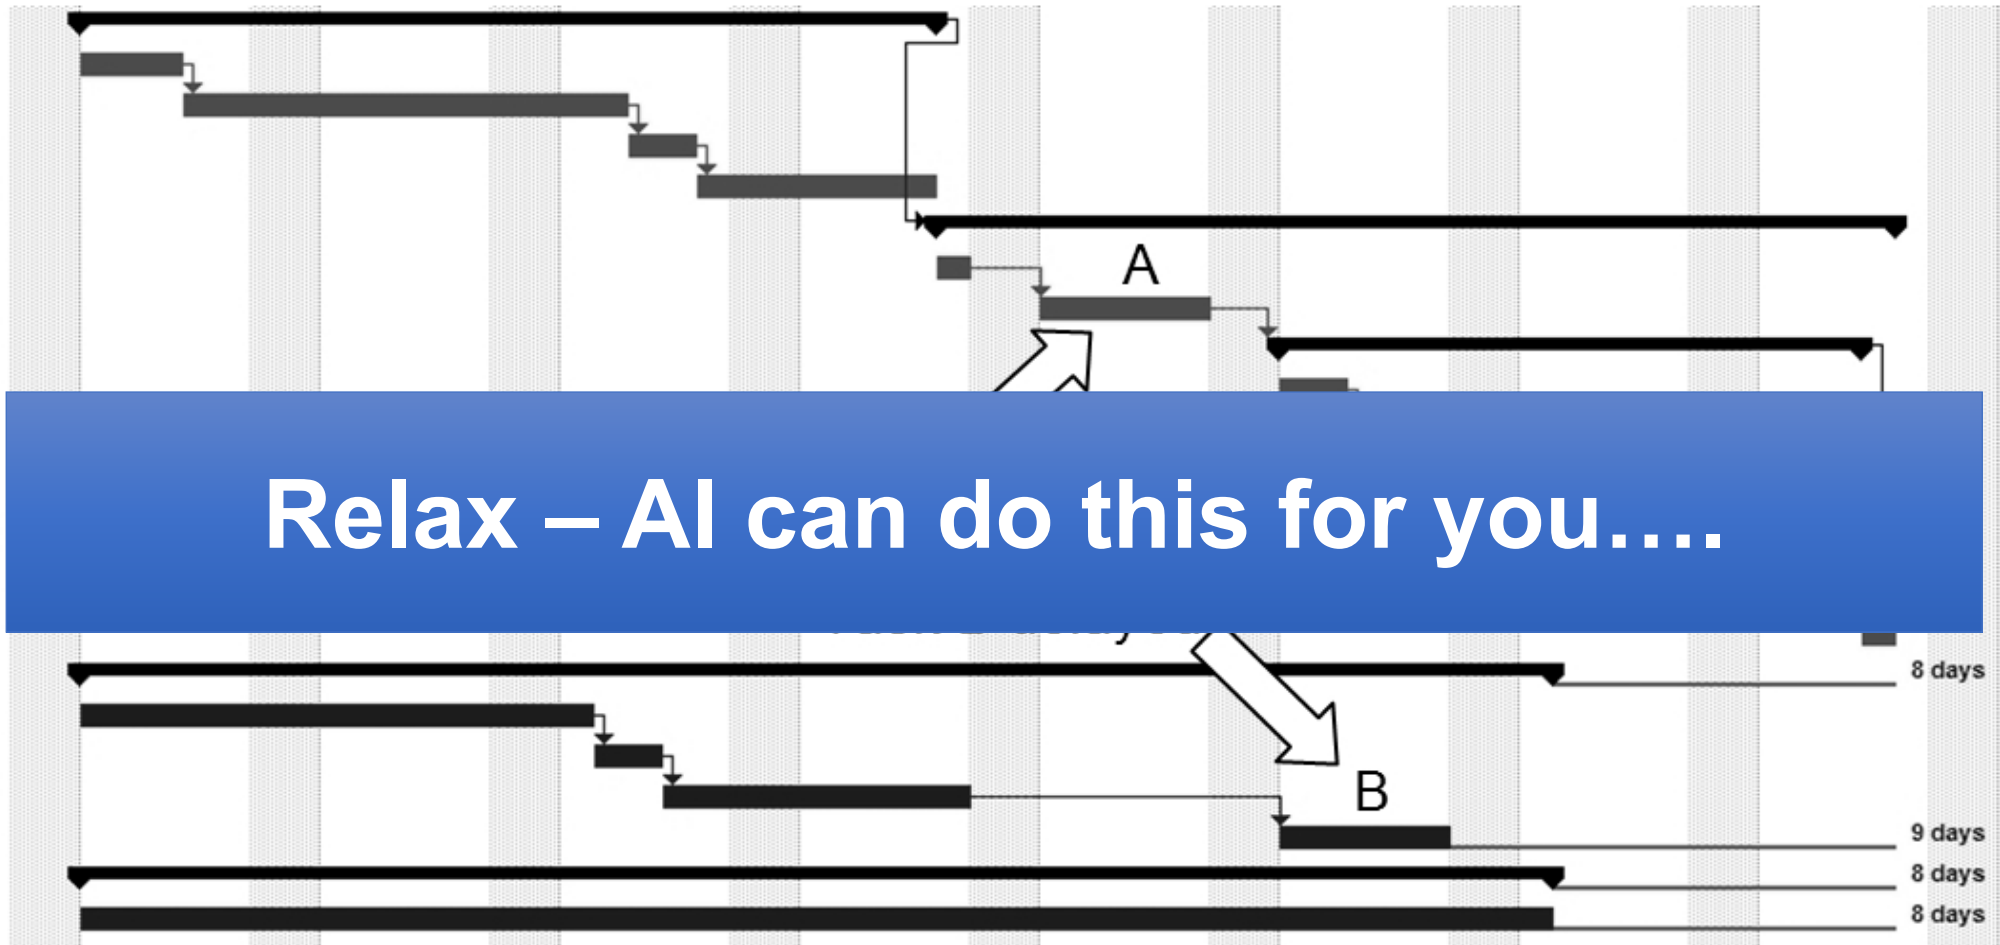 A
Relax – AI can do this for you....
8 days
B
9 days
8 days
8 days